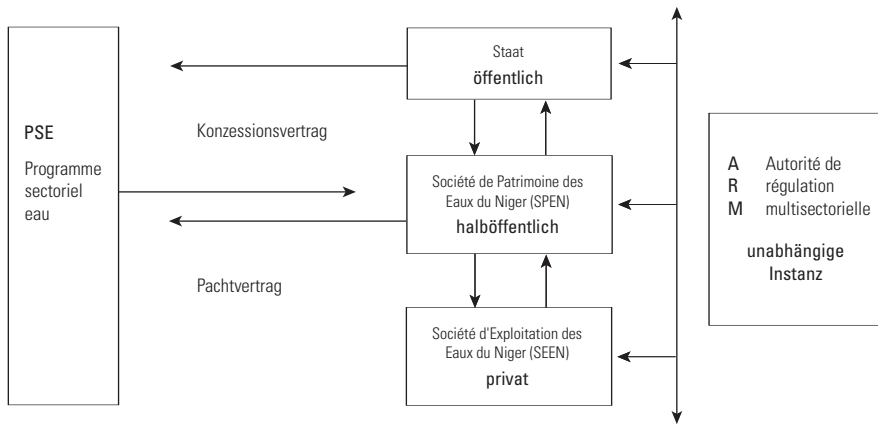 PSE
Programme
sectoriel
eau
Konzessionsvertrag
Pachtvertrag
Staat
öffentlich
Société de Patrimoine des
Eaux du Niger (SPEN)
halböffentlich
Société d'Exploitation des
Eaux du Niger (SEEN)
privat
A Autorité de
R régulation
M multisectorielle
unabhängige
Instanz